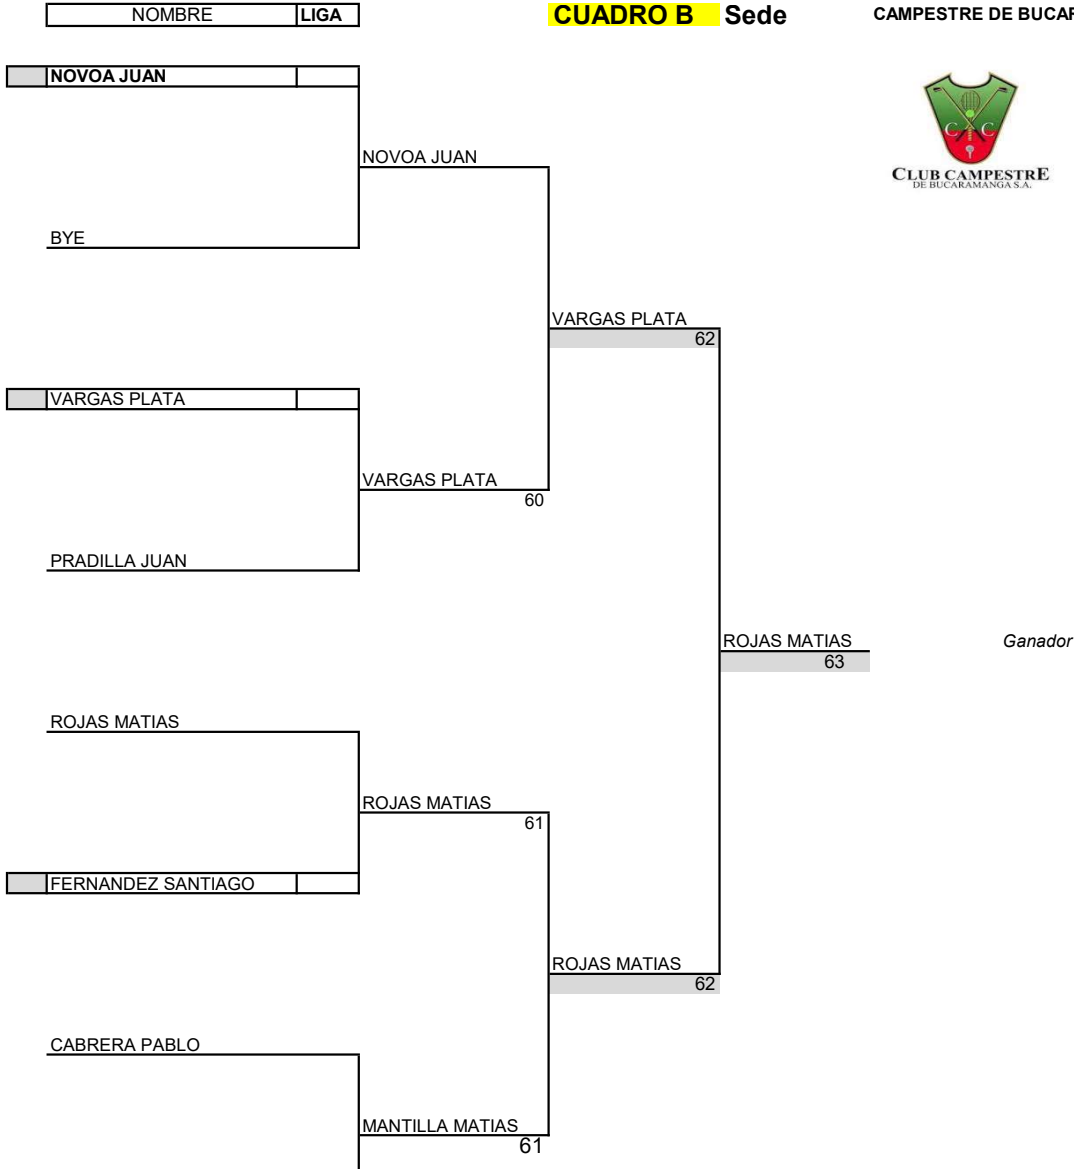 NOMBRE LIGA CUADRO B Sede CAMPESTRE DE
NOVOA JUAN
C C
CLUB CAMPESTRE
DE BUCARAMANGA S.A.
NOVOA JUAN
BYE
VARGAS PLATA
62
VARGAS PLATA
VARGAS PLATA
60
PRADILLA JUAN
ROJAS MATIAS Ganador
63
ROJAS MATIAS
ROJAS MATIAS
61
FERNANDEZ SANTIAGO
ROJAS MATIAS
62
CABRERA PABLO
MANTILLA MATIAS
61